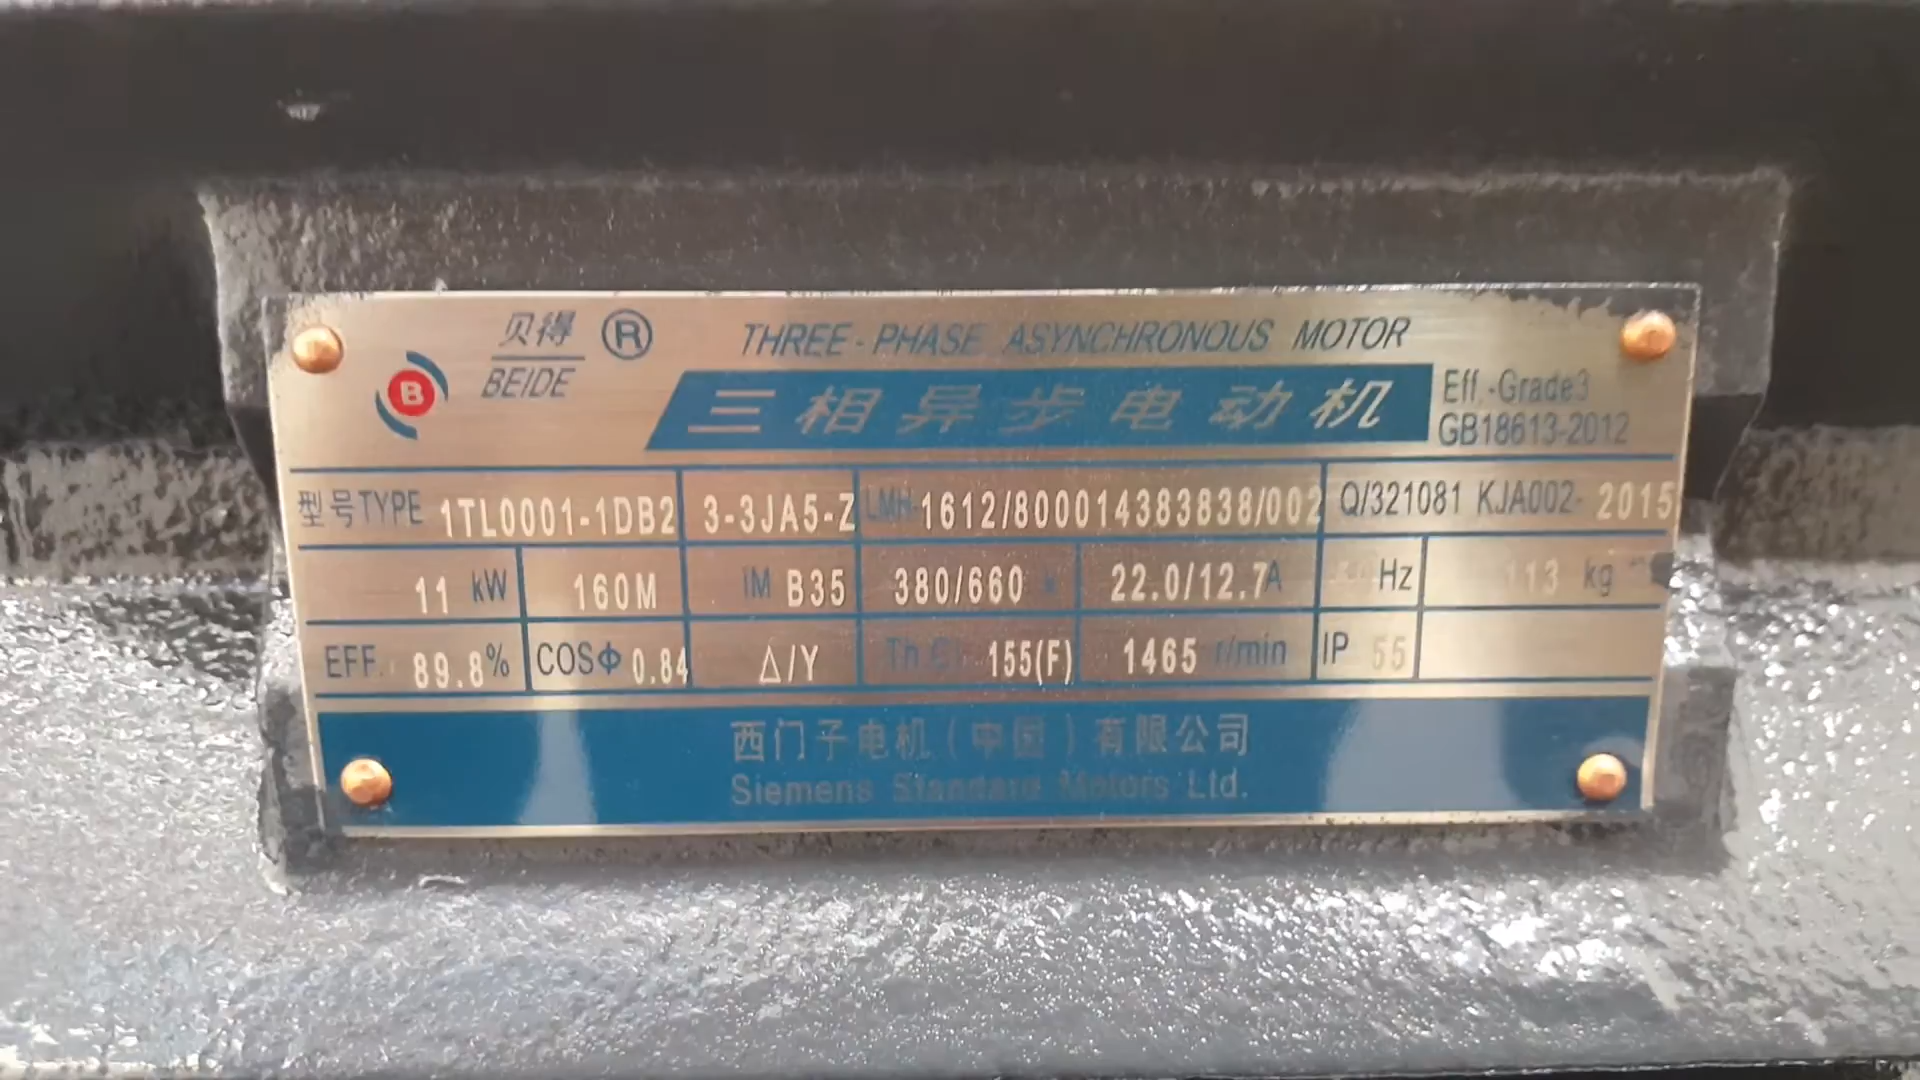 贝得 ® THREE-PHASE ASYNCHRONOUS MOTOR
BEIDE
B
三相异步电动机 Eff.-Grade3
GB18613-2012
型号TYPE 1TL0001-1DB2 3-3JA5-Z LMH-1612/800014383838/002 Q/321081 KJA002-2015
11 kW 160M IM B35 380/660 22.0/12.7A Hz 113 kg
EFF. 89.8% COSΦ 0.84 Δ/Y Th.Cl. 155(F) 1465 r/min IP 55
西门子电机（中国）有限公司
Siemens Standard Motors Ltd.